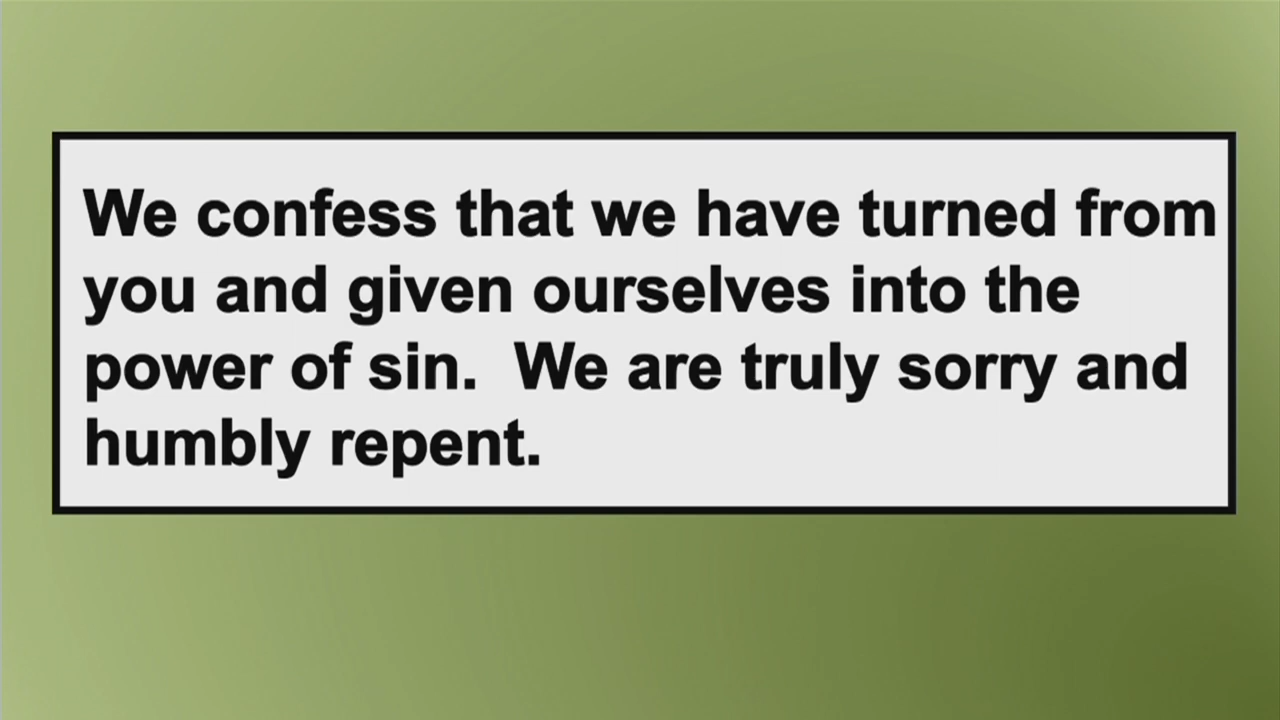 We confess that we have turned from
you and given ourselves into the
power of sin.  We are truly sorry and
humbly repent.